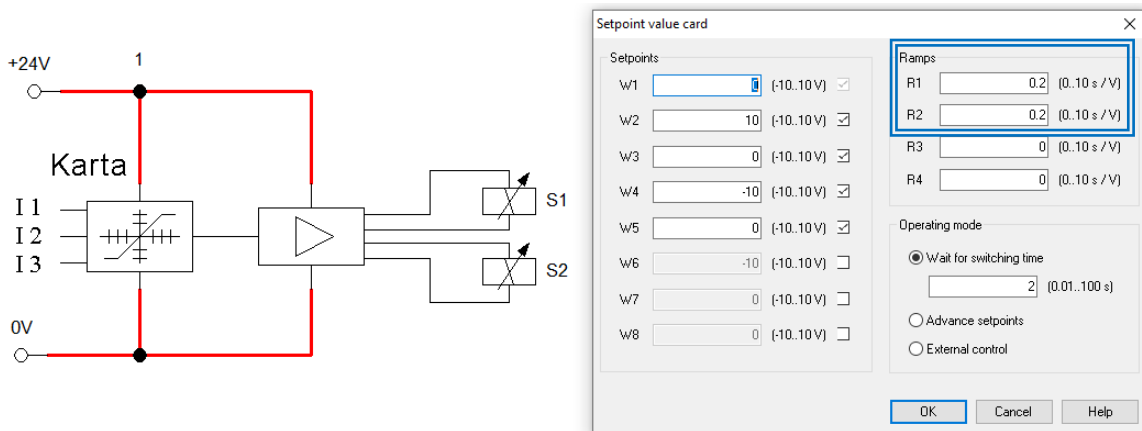 +24V
1
Karta
I 1
I 2
I 3
S1
S2
0V
Setpoint value card
Setpoints
W1 0 (-10..10 V)
W2 10 (-10..10 V)
W3 0 (-10..10 V)
W4 -10 (-10..10 V)
W5 0 (-10..10 V)
W6 -10 (-10..10 V)
W7 0 (-10..10 V)
W8 0 (-10..10 V)
Ramps
R1 0.2 (0..10 s / V)
R2 0.2 (0..10 s / V)
R3 0 (0..10 s / V)
R4 0 (0..10 s / V)
Operating mode
Wait for switching time
2 (0.01..100 s)
Advance setpoints
External control
OK Cancel Help